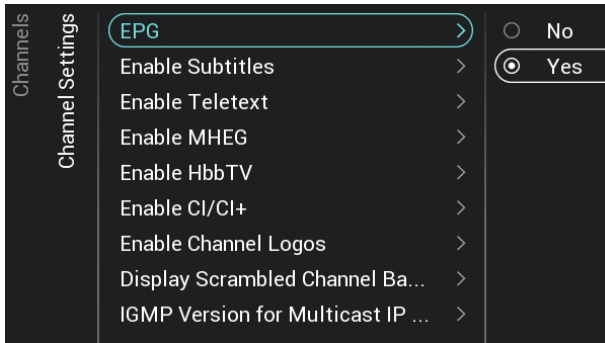 Channels
Channel Settings
EPG
Enable Subtitles
Enable Teletext
Enable MHEG
Enable HbbTV
Enable CI/CI+
Enable Channel Logos
Display Scrambled Channel Ba...
IGMP Version for Multicast IP ...
No
Yes